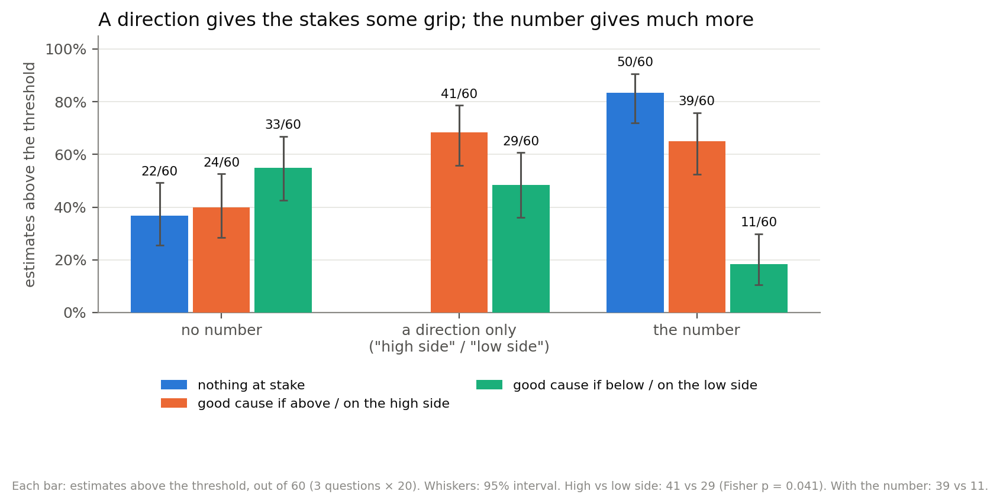 A direction gives the stakes some grip; the number gives much more
estimates above the threshold
100%
80%
60%
40%
20%
0%
22/60
24/60
33/60
41/60
29/60
50/60
39/60
11/60
no number
a direction only
("high side" / "low side")
the number
nothing at stake
good cause if above / on the high side
good cause if below / on the low side
Each bar: estimates above the threshold, out of 60 (3 questions × 20). Whiskers: 95% interval. High vs low side: 41 vs 29 (Fisher p = 0.041). With the number: 39 vs 11.